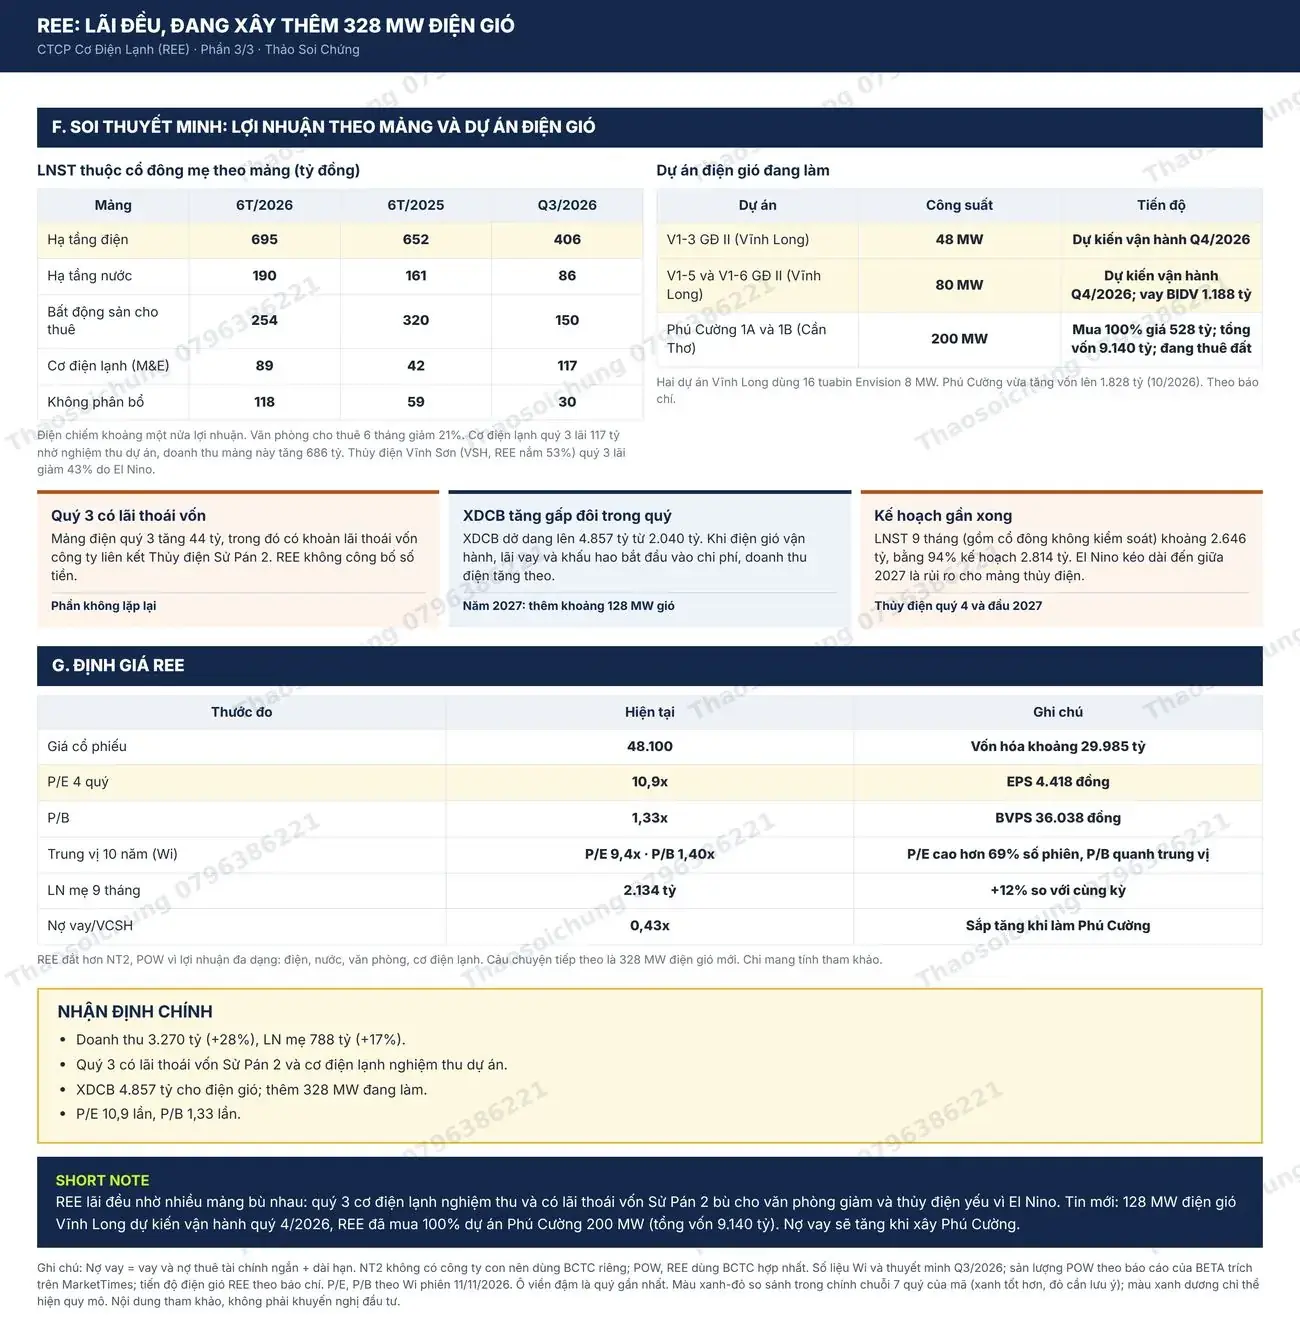 REE: LÃI ĐỀU, ĐANG XÂY THÊM 328 MW ĐIỆN GIÓ
CTCP Cơ Điện Lạnh (REE) · Phần 3/3 · Thảo Soi Chứng
F. SOI THUYẾT MINH: LỢI NHUẬN THEO MẢNG VÀ DỰ ÁN ĐIỆN GIÓ
LNST thuộc cổ đông mẹ theo mảng (tỷ đồng)
Mảng 6T/2026 6T/2025 Q3/2026
Hạ tầng điện 695 652 406
Hạ tầng nước 190 161 86
Bất động sản cho thuê 254 320 150
Cơ điện lạnh (M&E) 89 42 117
Không phân bổ 118 59 30
Điện chiếm khoảng một nửa lợi nhuận. Văn phòng cho thuê 6 tháng giảm 21%. Cơ điện lạnh quý 3 lãi 117 tỷ
nhờ nghiệm thu dự án, doanh thu mảng này tăng 686 tỷ. Thủy điện Vĩnh Sơn (VSH, REE nắm 53%) quý 3 lãi
giảm 43% do El Nino.
Dự án điện gió đang làm
Dự án Công suất Tiến độ
V1-3 GĐ II (Vĩnh Long) 48 MW Dự kiến vận hành Q4/2026
V1-5 và V1-6 GĐ II (Vĩnh Long) 80 MW Dự kiến vận hành Q4/2026; vay BIDV 1.188 tỷ
Phú Cường 1A và 1B (Cần Thơ) 200 MW Mua 100% giá 528 tỷ; tổng vốn 9.140 tỷ; đang thuê đất
Hai dự án Vĩnh Long dùng 16 tuabin Envision 8 MW. Phú Cường vừa tăng vốn lên 1.828 tỷ (10/2026). Theo báo
chí.
Quý 3 có lãi thoái vốn
Mảng điện quý 3 tăng 44 tỷ, trong đó có khoản lãi thoái vốn
công ty liên kết Thủy điện Sử Pán 2. REE không công bố số
tiền.
Phần không lặp lại
XDCB tăng gấp đôi trong quý
XDCB dở dang lên 4.857 tỷ từ 2.040 tỷ. Khi điện gió vận
hành, lãi vay và khấu hao bắt đầu vào chi phí, doanh thu
điện tăng theo.
Năm 2027: thêm khoảng 128 MW gió
Kế hoạch gần xong
LNST 9 tháng (gồm cổ đông không kiểm soát) khoảng 2.646
tỷ, bằng 94% kế hoạch 2.814 tỷ. El Nino kéo dài đến giữa
2027 là rủi ro cho mảng thủy điện.
Thủy điện quý 4 và đầu 2027
G. ĐỊNH GIÁ REE
Thước đo Hiện tại Ghi chú
Giá cổ phiếu 48.100 Vốn hóa khoảng 29.985 tỷ
P/E 4 quý 10,9x EPS 4.418 đồng
P/B 1,33x BVPS 36.038 đồng
Trung vị 10 năm (Wi) P/E 9,4x · P/B 1,40x P/E cao hơn 69% số phiên, P/B quanh trung vị
LN mẹ 9 tháng 2.134 tỷ +12% so với cùng kỳ
Nợ vay/VCSH 0,43x Sắp tăng khi làm Phú Cường
REE đắt hơn NT2, POW vì lợi nhuận đa dạng: điện, nước, văn phòng, cơ điện lạnh. Câu chuyện tiếp theo là 328 MW điện gió mới. Chỉ mang tính tham khảo.
NHẬN ĐỊNH CHÍNH
• Doanh thu 3.270 tỷ (+28%), LN mẹ 788 tỷ (+17%).
• Quý 3 có lãi thoái vốn Sử Pán 2 và cơ điện lạnh nghiệm thu dự án.
• XDCB 4.857 tỷ cho điện gió; thêm 328 MW đang làm.
• P/E 10,9 lần, P/B 1,33 lần.
SHORT NOTE
REE lãi đều nhờ nhiều mảng bù nhau: quý 3 cơ điện lạnh nghiệm thu và có lãi thoái vốn Sử Pán 2 bù cho văn phòng giảm và thủy điện yếu vì El Nino. Tin mới: 128 MW điện gió
Vĩnh Long dự kiến vận hành quý 4/2026, REE đã mua 100% dự án Phú Cường 200 MW (tổng vốn 9.140 tỷ). Nợ vay sẽ tăng khi xây Phú Cường.
Ghi chú: Nợ vay = vay và nợ thuê tài chính ngắn + dài hạn. NT2 không có công ty con nên dùng BCTC riêng; POW, REE dùng BCTC hợp nhất. Số liệu Wi và thuyết minh Q3/2026; sản lượng POW theo báo cáo của BETA trích
trên MarketTimes; tiến độ điện gió REE theo báo chí. P/E, P/B theo Wi phiên 11/11/2026. Ô viền đậm là quý gần nhất. Màu xanh-đỏ so sánh trong chính chuỗi 7 quý của mã (xanh tốt hơn, đỏ cần lưu ý); màu xanh dương chỉ thể
hiện quy mô. Nội dung tham khảo, không phải khuyến nghị đầu tư.
Thaosoichung 0796386221